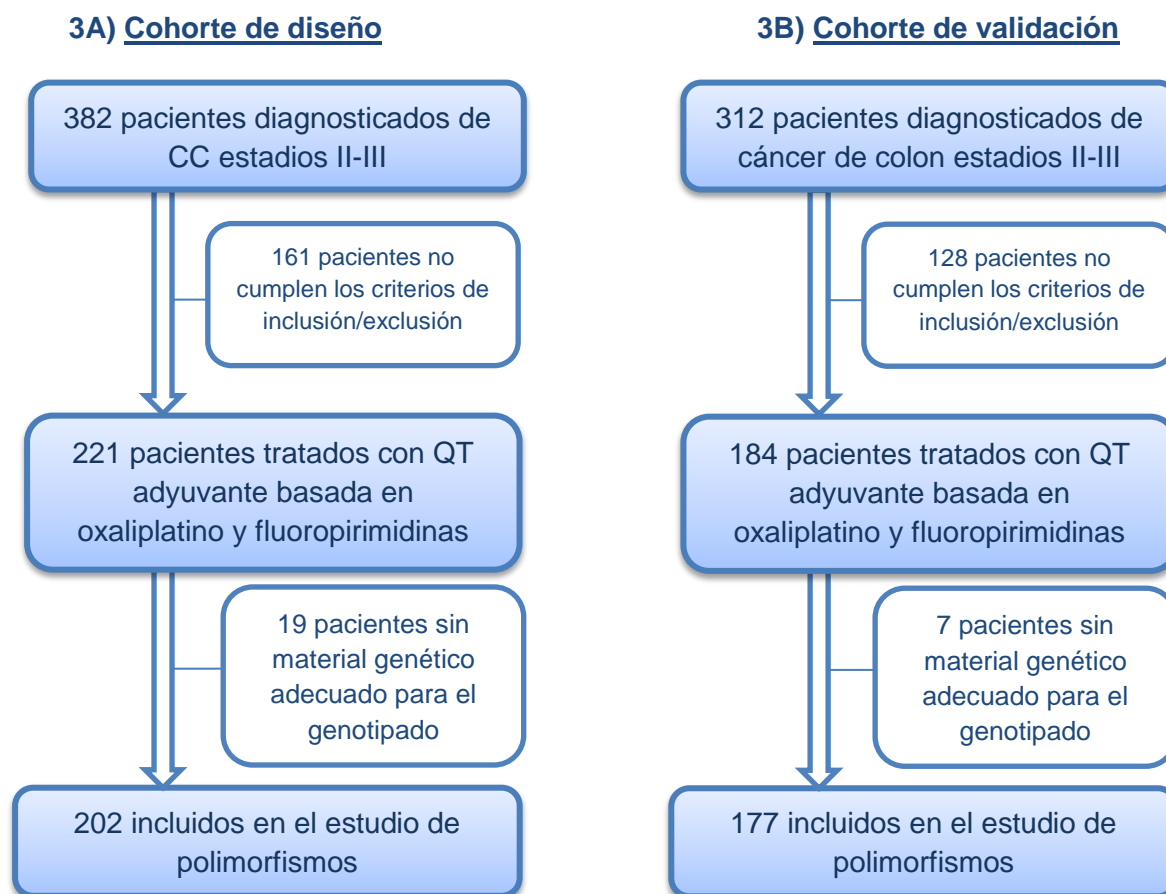 3A) Cohorte de diseño
382 pacientes diagnosticados de
CC estadios II-III
161 pacientes no
cumplen los criterios de
inclusión/exclusión
221 pacientes tratados con QT
adyuvante basada en
oxaliplatino y fluoropirimidinas
19 pacientes sin
material genético
adecuado para el
genotipado
202 incluidos en el estudio de
polimorfismos
3B) Cohorte de validación
312 pacientes diagnosticados de
cáncer de colon estadios II-III
128 pacientes no
cumplen los criterios de
inclusión/exclusión
184 pacientes tratados con QT
adyuvante basada en
oxaliplatino y fluoropirimidinas
7 pacientes sin
material genético
adecuado para el
genotipado
177 incluidos en el estudio de
polimorfismos